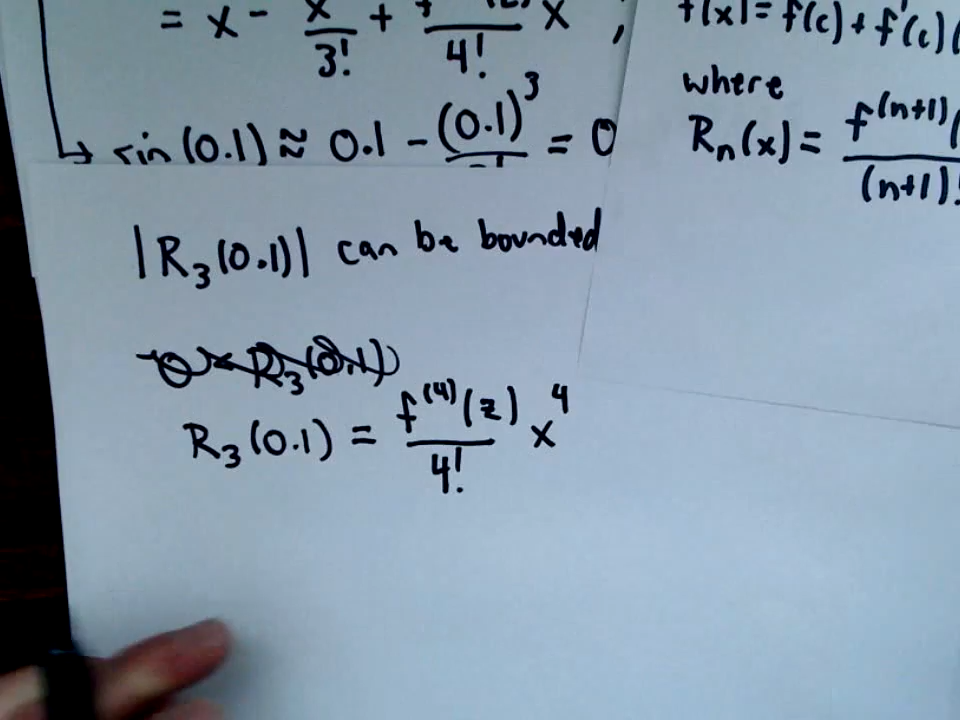 = x - x/3! + /4! x ,
sin(0.1) ≈ 0.1 - (0.1)³ = 0
f(x) = f(c) + f'(c)(
where
Rₙ(x) = f⁽ⁿ⁺¹⁾( / (n+1)!
|R₃(0.1)| can be bounded
R₃(0.1) = f⁽⁴⁾(z)/4! x⁴